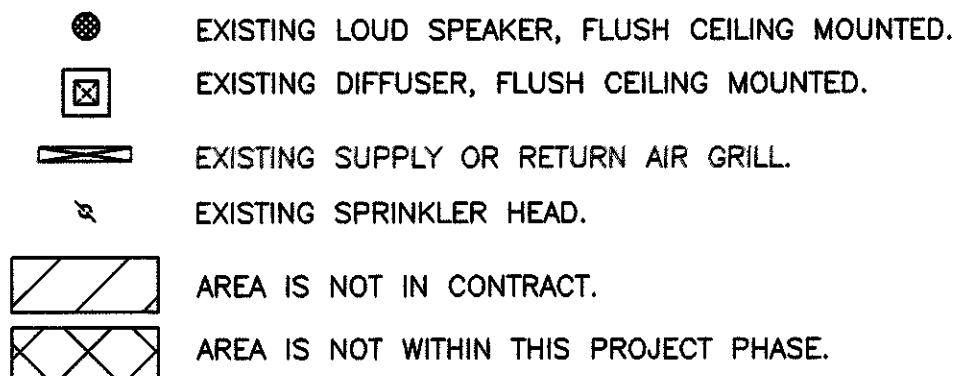 EXISTING LOUD SPEAKER, FLUSH CEILING MOUNTED.
EXISTING DIFFUSER, FLUSH CEILING MOUNTED.
EXISTING SUPPLY OR RETURN AIR GRILL.
EXISTING SPRINKLER HEAD.
AREA IS NOT IN CONTRACT.
AREA IS NOT WITHIN THIS PROJECT PHASE.